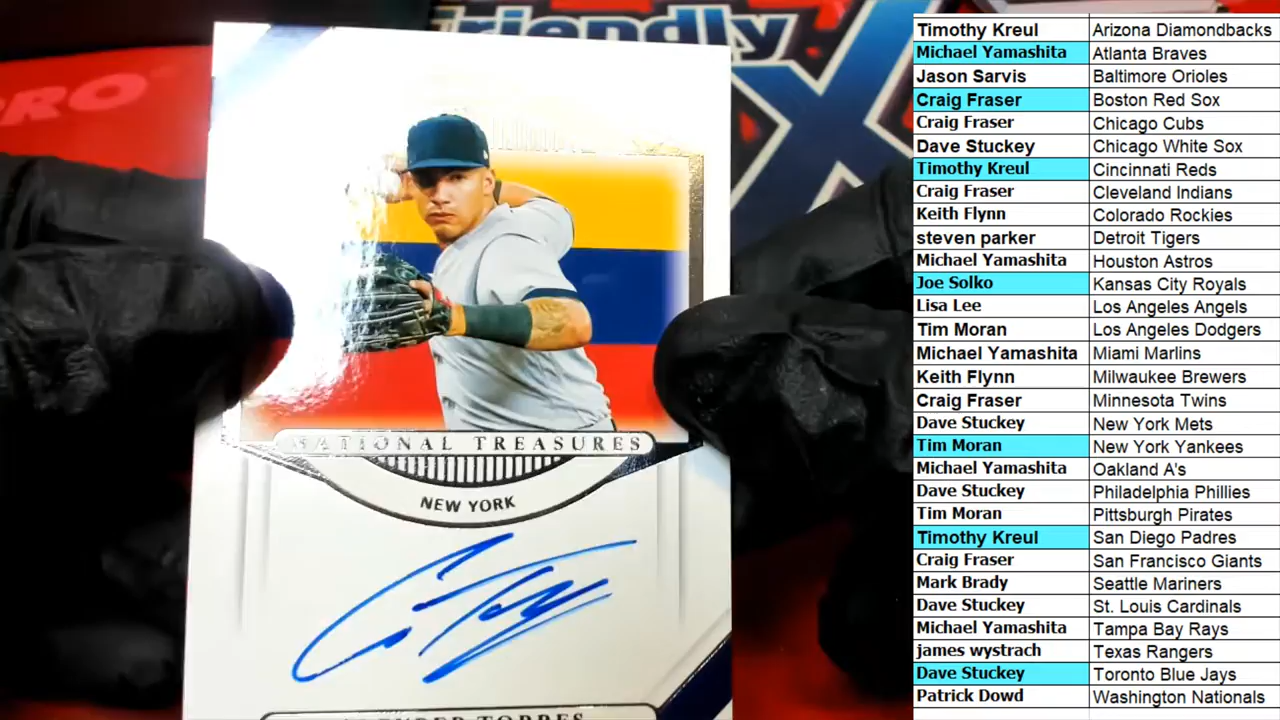 Friendly
PRO
NATIONAL TREASURES
NEW YORK
TORRES
Timothy Kreul Arizona Diamondbacks
Michael Yamashita Atlanta Braves
Jason Sarvis Baltimore Orioles
Craig Fraser Boston Red Sox
Craig Fraser Chicago Cubs
Dave Stuckey Chicago White Sox
Timothy Kreul Cincinnati Reds
Craig Fraser Cleveland Indians
Keith Flynn Colorado Rockies
steven parker Detroit Tigers
Michael Yamashita Houston Astros
Joe Solko Kansas City Royals
Lisa Lee Los Angeles Angels
Tim Moran Los Angeles Dodgers
Michael Yamashita Miami Marlins
Keith Flynn Milwaukee Brewers
Craig Fraser Minnesota Twins
Dave Stuckey New York Mets
Tim Moran New York Yankees
Michael Yamashita Oakland A's
Dave Stuckey Philadelphia Phillies
Tim Moran Pittsburgh Pirates
Timothy Kreul San Diego Padres
Craig Fraser San Francisco Giants
Mark Brady Seattle Mariners
Dave Stuckey St. Louis Cardinals
Michael Yamashita Tampa Bay Rays
james wystrach Texas Rangers
Dave Stuckey Toronto Blue Jays
Patrick Dowd Washington Nationals